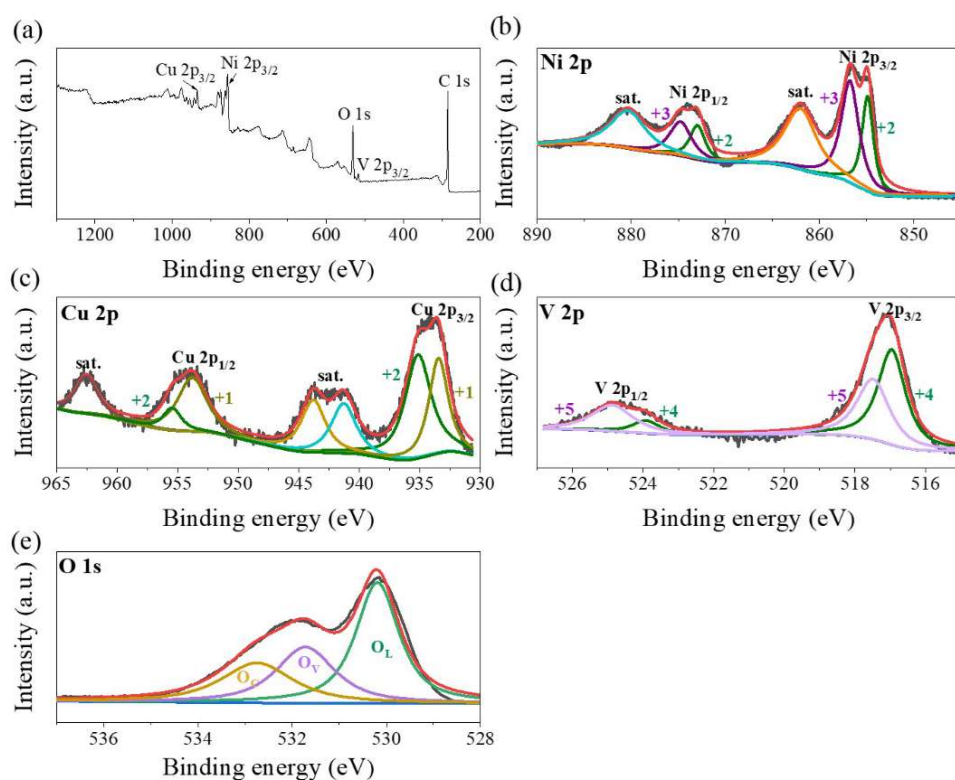 (a)
Intensity (a.u.)
Cu 2p3/2
Ni 2p3/2
O 1s
V 2p3/2
C 1s
1200 1000 800 600 400 200
Binding energy (eV)
(b)
Intensity (a.u.)
Ni 2p
sat.
+3
Ni 2p1/2
+2
sat.
+3
Ni 2p3/2
+2
890 880 870 860 850
Binding energy (eV)
(c)
Intensity (a.u.)
Cu 2p
sat.
+2
Cu 2p1/2
+1
sat.
+2
Cu 2p3/2
+1
965 960 955 950 945 940 935 930
Binding energy (eV)
(d)
Intensity (a.u.)
V 2p
+5
V 2p1/2
+4
+5
V 2p3/2
+4
526 524 522 520 518 516
Binding energy (eV)
(e)
Intensity (a.u.)
O 1s
OC
OV
OL
536 534 532 530 528
Binding energy (eV)